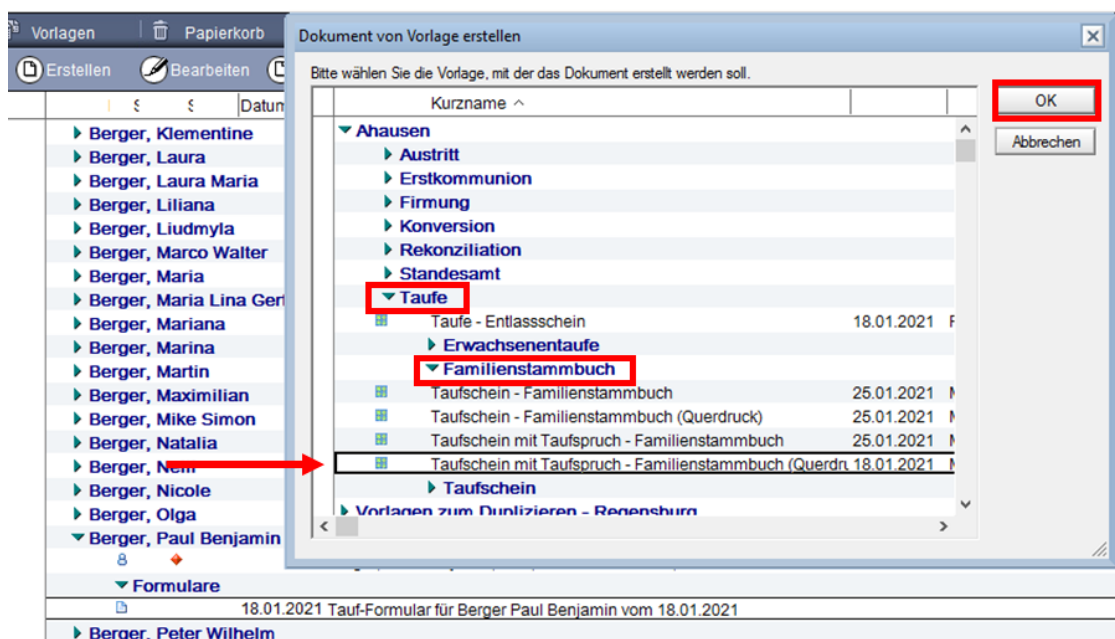 Vorlagen Papierkorb
Erstellen Bearbeiten
Datum
Berger, Klementine
Berger, Laura
Berger, Laura Maria
Berger, Liliana
Berger, Liudmyla
Berger, Marco Walter
Berger, Maria
Berger, Maria Lina
Berger, Mariana
Berger, Marina
Berger, Martin
Berger, Maximilian
Berger, Mike Simon
Berger, Natalia
Berger,
Berger, Nicole
Berger, Olga
Berger, Paul Benjamin
8
Formulare
18.01.2021 Tauf-Formular für Berger Paul Benjamin vom 18.01.2021
Berger, Peter Wilhelm
Dokument von Vorlage erstellen
Bitte wählen Sie die Vorlage, mit der das Dokument erstellt werden soll.
Kurzname
OK
Abbrechen
Ahausen
Austritt
Erstkommunion
Firmung
Konversion
Rekonziliation
Standesamt
Taufe
Taufe - Entlassschein 18.01.2021
Erwachsenentaufe
Familienstammbuch
Taufschein - Familienstammbuch 25.01.2021
Taufschein - Familienstammbuch (Querdruck) 25.01.2021
Taufschein mit Taufspruch - Familienstammbuch 25.01.2021
Taufschein mit Taufspruch - Familienstammbuch (Querdru 18.01.2021
Taufschein
Vorlagen zum Duplizieren - Regensburg